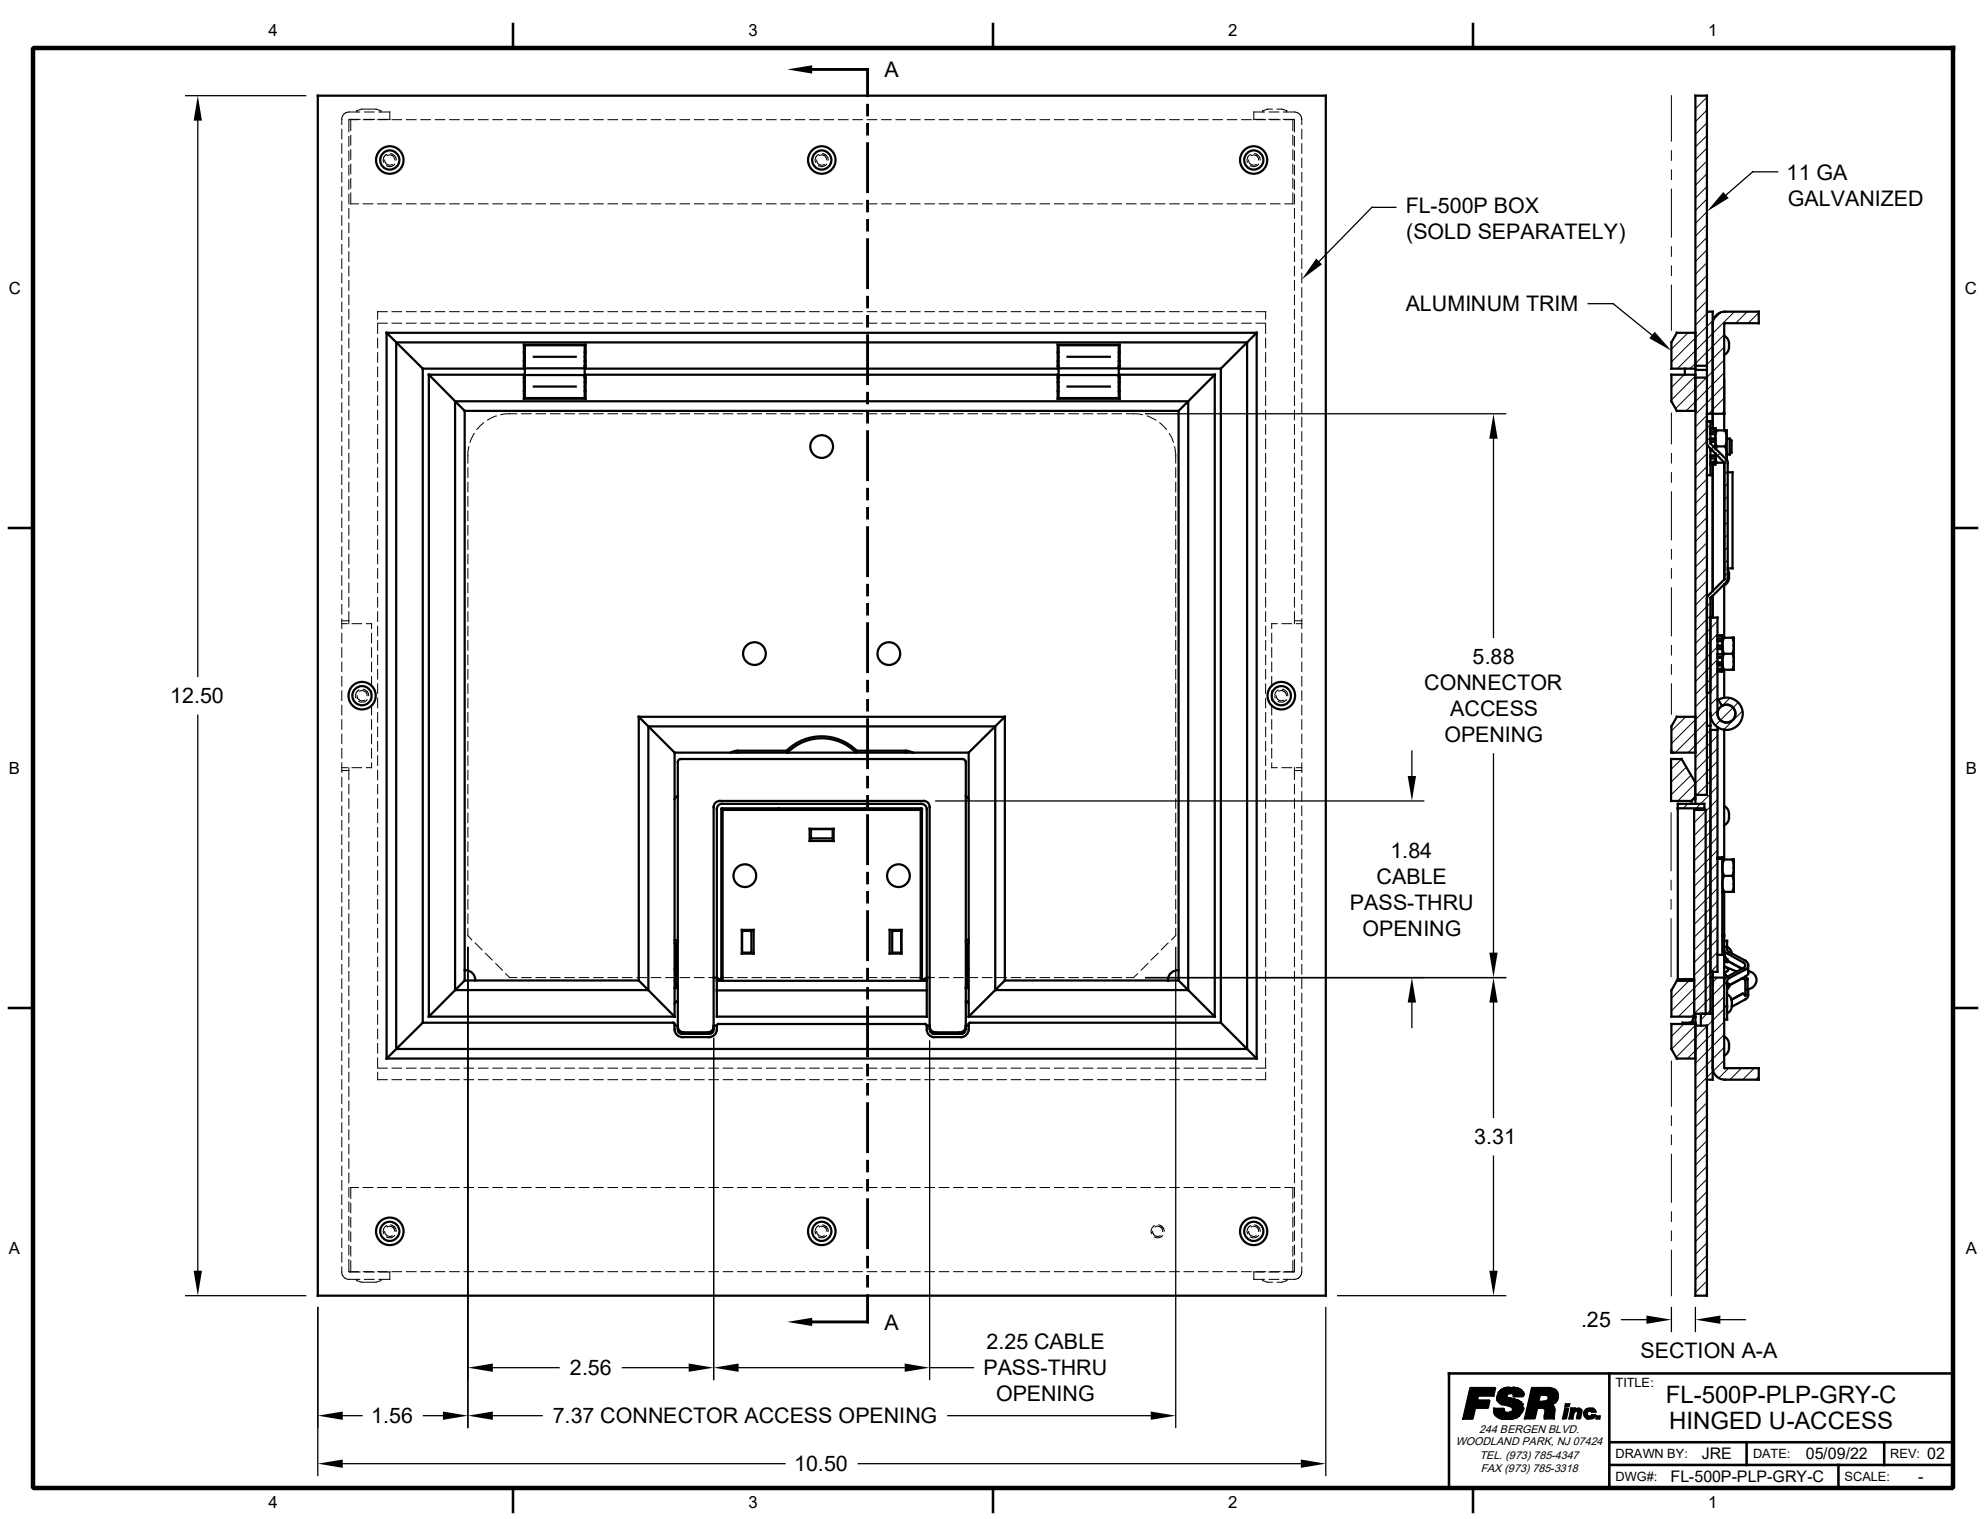 4
3
2
1
A
11 GA
GALVANIZED
FL-500P BOX
(SOLD SEPARATELY)
C
C
ALUMINUM TRIM
12.50
5.88
CONNECTOR
ACCESS
OPENING
B
B
1.84
CABLE
PASS-THRU
OPENING
3.31
A
A
A
.25
SECTION A-A
2.25 CABLE
PASS-THRU
OPENING
2.56
1.56
7.37 CONNECTOR ACCESS OPENING
10.50
FSR inc.
244 BERGEN BLVD.
WOODLAND PARK, NJ 07424
TEL. (973) 785-4347
FAX (973) 785-3318
TITLE:
FL-500P-PLP-GRY-C
HINGED U-ACCESS
DRAWN BY: JRE
DATE: 05/09/22
REV: 02
DWG#: FL-500P-PLP-GRY-C
SCALE: -
4
3
2
1